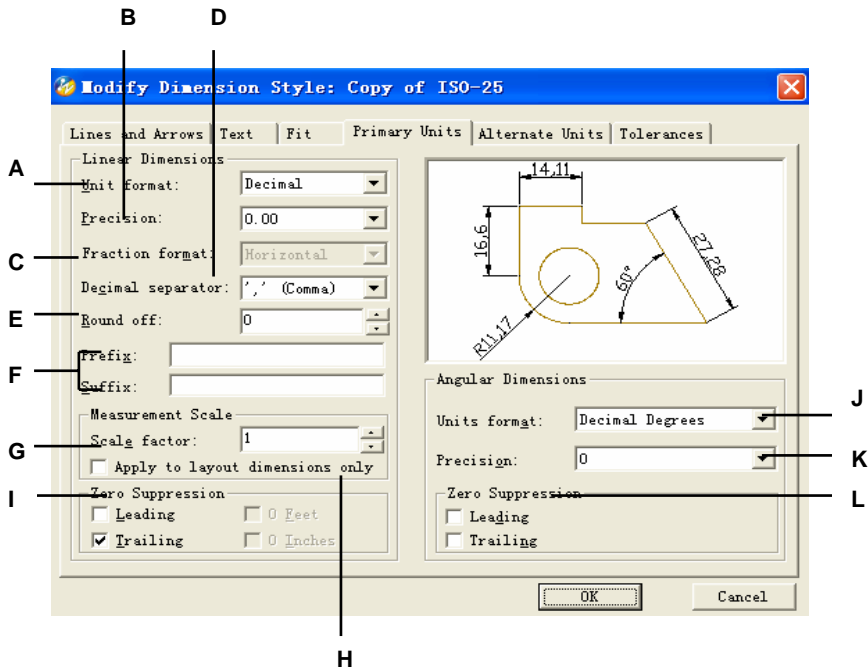 B D
Modify Dimension Style: Copy of ISO-25
Lines and Arrows Text Fit Primary Units Alternate Units Tolerances
Linear Dimensions
A
Unit format: Decimal
Precision: 0.00
C
Fraction format: Horizontal
Decimal separator: ',' (Comma)
E
Round off: 0
Prefix:
F
Suffix:
Measurement Scale
G
Scale factor: 1
Apply to layout dimensions only
I
Zero Suppression
Leading 0 Feet
Trailing 0 Inches
14,11
16,6
27,28
60°
R11,17
Angular Dimensions
J
Units format: Decimal Degrees
K
Precision: 0
Zero Suppression
L
Leading
Trailing
OK Cancel
H